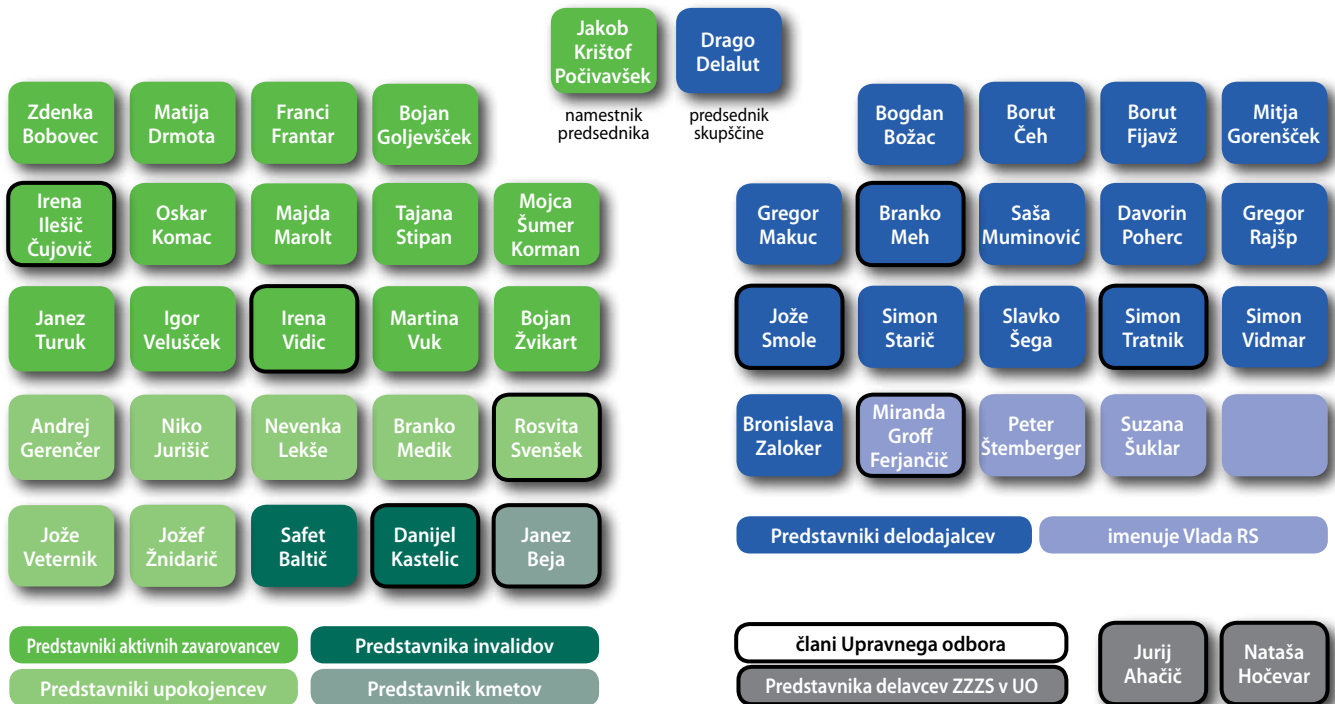 Jakob
Krištof
Počivavšek
namestnik
predsednika
Drago
Delalut
predsednik
skupščine
Zdenka
Bobovec
Matija
Drmota
Franci
Frantar
Bojan
Goljevšček
Irena
Ilešič
Čujovič
Oskar
Komac
Majda
Marolt
Tajana
Stipan
Mojca
Šumer
Korman
Janez
Turuk
Igor
Velušček
Irena
Vidic
Martina
Vuk
Bojan
Žvikart
Andrej
Gerenčer
Niko
Jurišič
Nevenka
Lekše
Branko
Medik
Rosvita
Svenšek
Jože
Veternik
Jožef
Žnidarič
Safet
Baltič
Danijel
Kastelic
Janez
Beja
Predstavniki aktivnih zavarovancev
Predstavnika invalidov
Predstavniki upokojencev
Predstavnik kmetov
Bogdan
Božac
Borut
Čeh
Borut
Fijavž
Mitja
Gorenšček
Gregor
Makuc
Branko
Meh
Saša
Muminović
Davorin
Poherc
Gregor
Rajšp
Jože
Smole
Simon
Starič
Slavko
Šega
Simon
Tratnik
Simon
Vidmar
Bronislava
Zaloker
Miranda
Groff
Ferjančič
Peter
Štemberger
Suzana
Šuklar
Predstavniki delodajalcev
imenuje Vlada RS
člani Upravnega odbora
Predstavnika delavcev ZZZS v UO
Jurij
Ahačič
Nataša
Hočevar